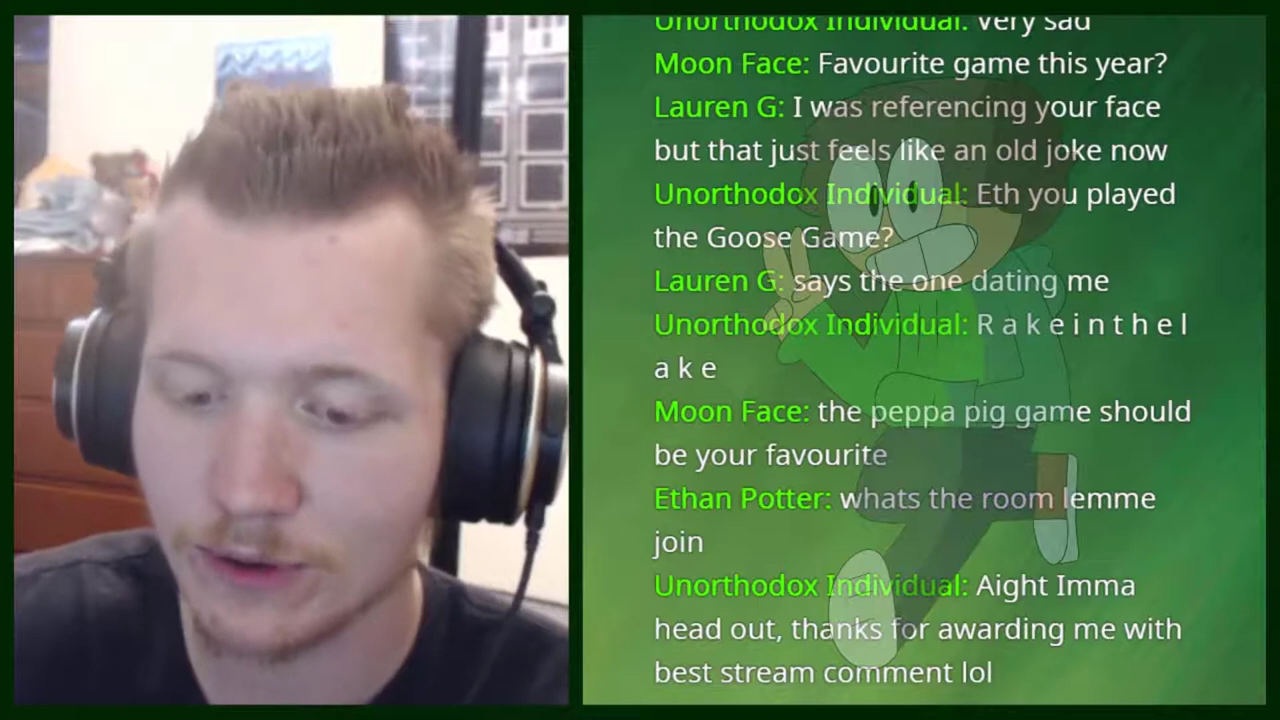 Unorthodox Individual: Very sad
Moon Face: Favourite game this year?
Lauren G: I was referencing your face
but that just feels like an old joke now
Unorthodox Individual: Eth you played
the Goose Game?
Lauren G: says the one dating me
Unorthodox Individual: R a k e i n t h e l
a k e
Moon Face: the peppa pig game should
be your favourite
Ethan Potter: whats the room lemme
join
Unorthodox Individual: Aight Imma
head out, thanks for awarding me with
best stream comment lol